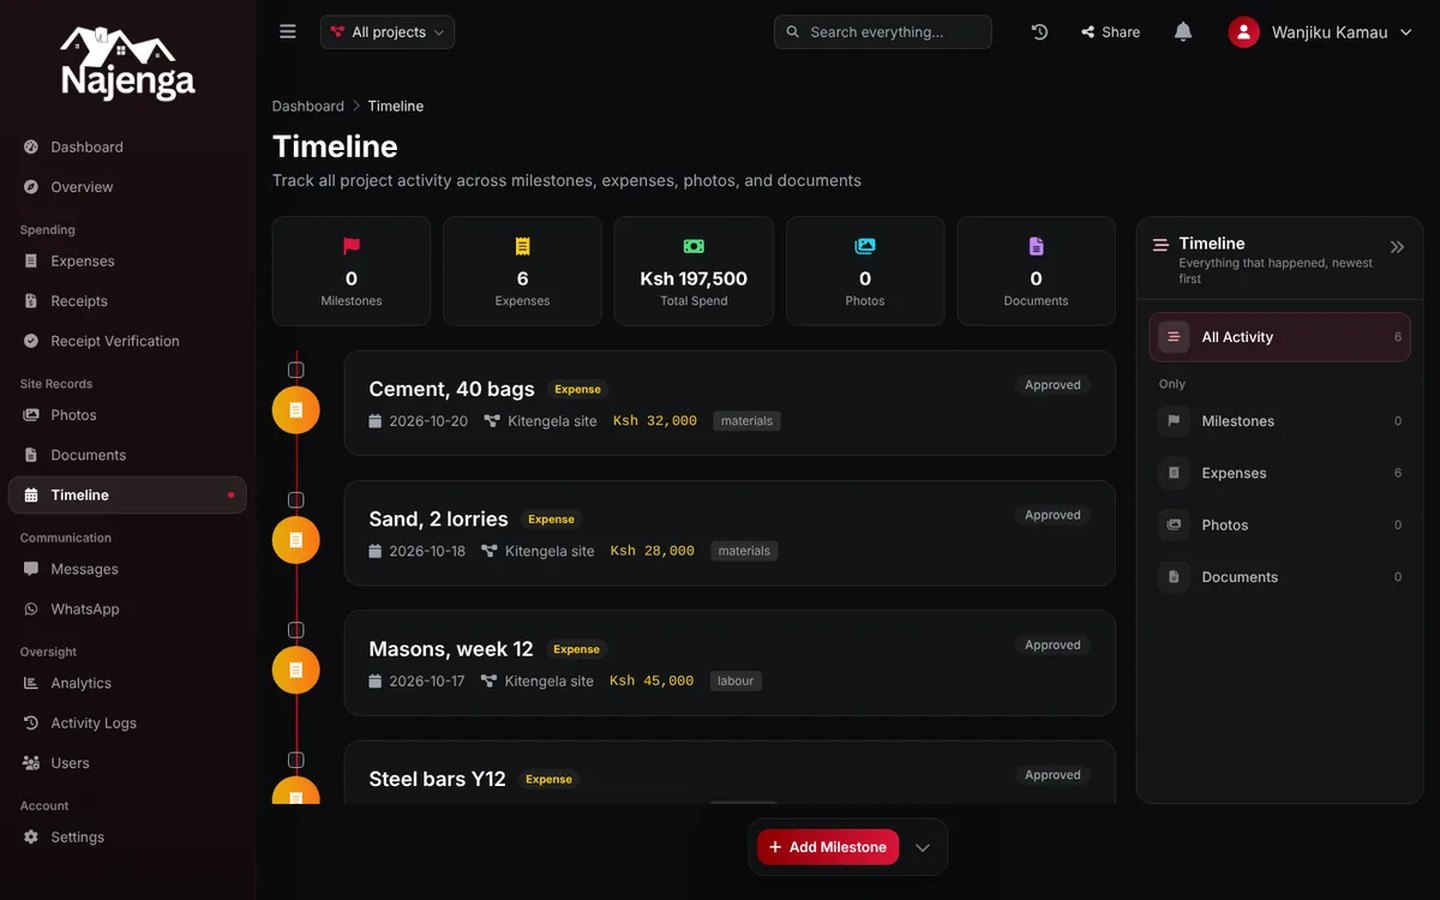 Najenga
Dashboard
Overview
Spending
Expenses
Receipts
Receipt Verification
Site Records
Photos
Documents
Timeline
Communication
Messages
WhatsApp
Oversight
Analytics
Activity Logs
Users
Account
Settings
All projects
Search everything...
Share
Wanjiku Kamau
Dashboard Timeline
Timeline
Track all project activity across milestones, expenses, photos, and documents
0
Milestones
6
Expenses
Ksh 197,500
Total Spend
0
Photos
0
Documents
Cement, 40 bags Expense Approved
2026-10-20 Kitengela site Ksh 32,000 materials
Sand, 2 lorries Expense Approved
2026-10-18 Kitengela site Ksh 28,000 materials
Masons, week 12 Expense Approved
2026-10-17 Kitengela site Ksh 45,000 labour
Steel bars Y12 Expense Approved
Add Milestone
Timeline
Everything that happened, newest
first
All Activity 6
Only
Milestones 0
Expenses 6
Photos 0
Documents 0